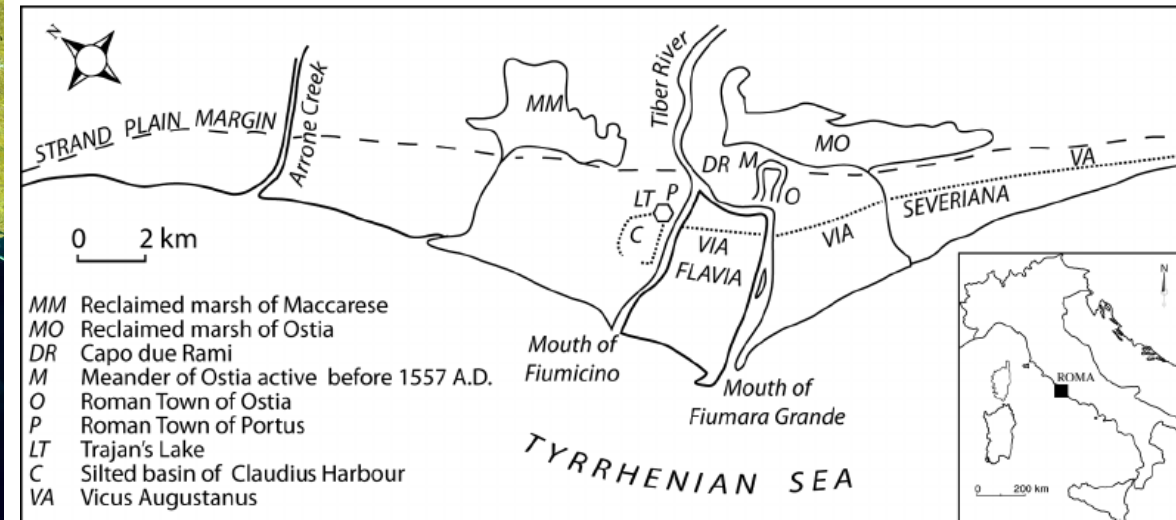 N
STRAND PLAIN MARGIN
Arrone Creek
MM
Tiber River
MO
DR M
O
LT P
C
VIA
FLAVIA
VIA
SEVERIANA
VA
0 2 km
MM Reclaimed marsh of Maccarese
MO Reclaimed marsh of Ostia
DR Capo due Rami
M Meander of Ostia active before 1557 A.D.
O Roman Town of Ostia
P Roman Town of Portus
LT Trajan's Lake
C Silted basin of Claudius Harbour
VA Vicus Augustanus
Mouth of
Fiumicino
Mouth of
Fiumara Grande
TYRRHENIAN SEA
N
ROMA
0 200 km